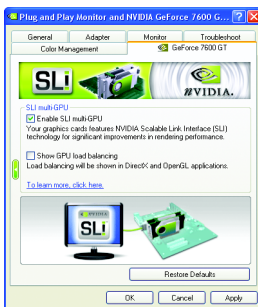 Plug and Play Monitor and NVIDIA GeForce 7600 G...
General Adapter Monitor Troubleshoot
Color Management GeForce 7600 GT
SLI
NVIDIA.
SLI multi-GPU
Enable SLI multi-GPU
Your graphics cards features NVIDIA Scalable Link Interface (SLI)
technology for significant improvements in rendering performance.
Show GPU load balancing
Load balancing will be shown in DirectX and OpenGL applications.
To learn more, click here.
NVIDIA
SLI
Restore Defaults
OK Cancel Apply